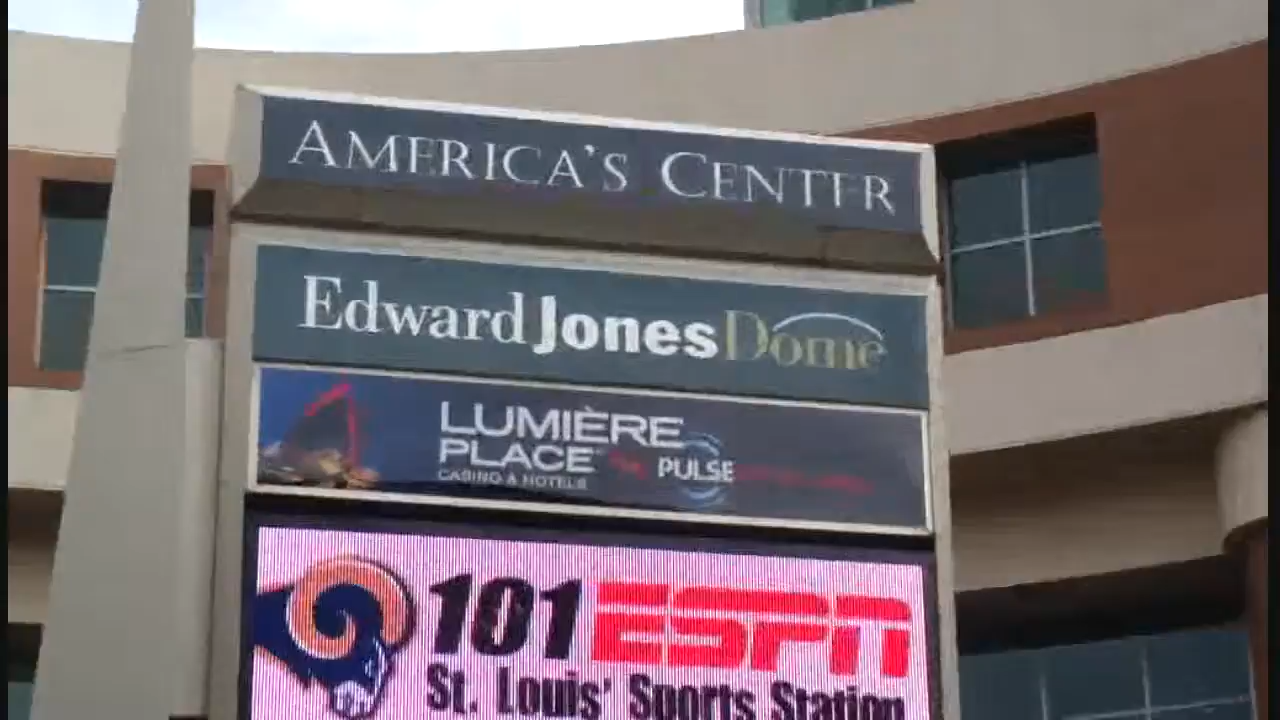 AMERICA'S CENTER
Edward Jones Dome
LUMIÈRE
PLACE
CASINO & HOTELS
PULSE
101 ESPN
St. Louis' Sports Station